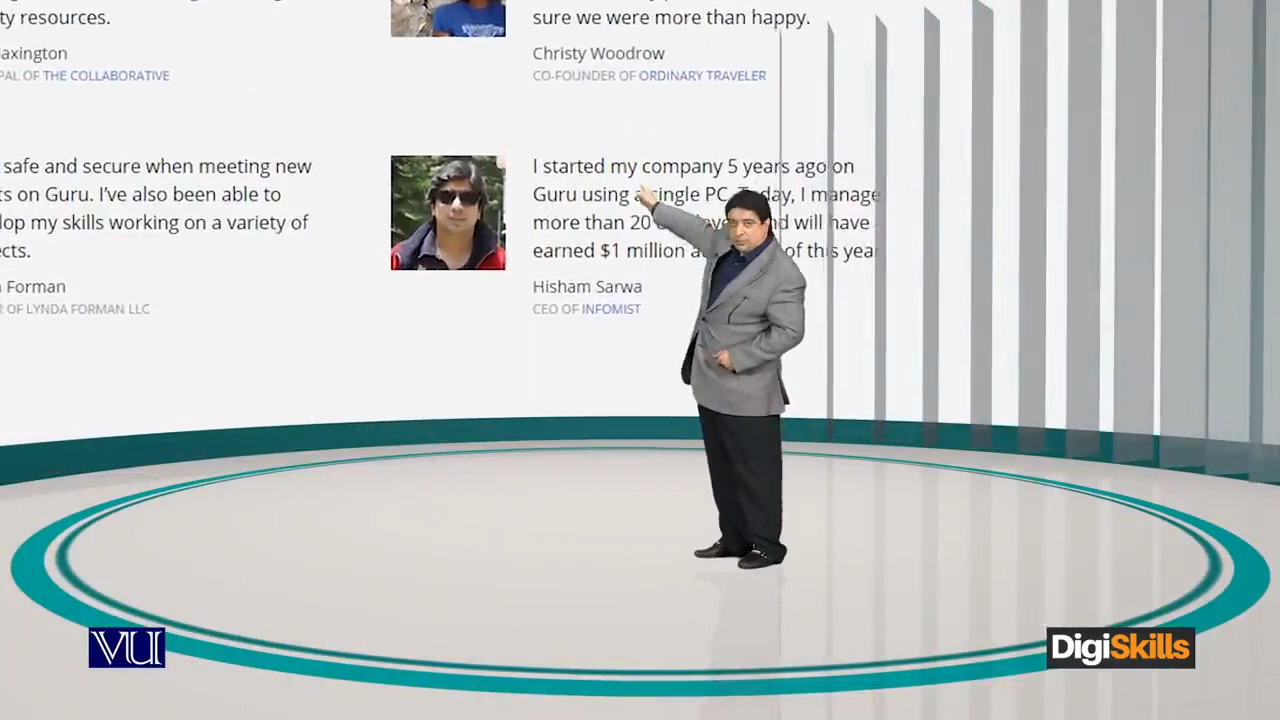 ty resources.
axington
PAL OF THE COLLABORATIVE
sure we were more than happy.
Christy Woodrow
CO-FOUNDER OF ORDINARY TRAVELER
safe and secure when meeting new
ts on Guru. I've also been able to
lop my skills working on a variety of
ects.
Forman
R OF LYNDA FORMAN LLC
I started my company 5 years ago on
Guru using a single PC. Today, I manage
more than 20 and will have
earned $1 million of this year
Hisham Sarwa
CEO OF INFOMIST
VU
DigiSkills